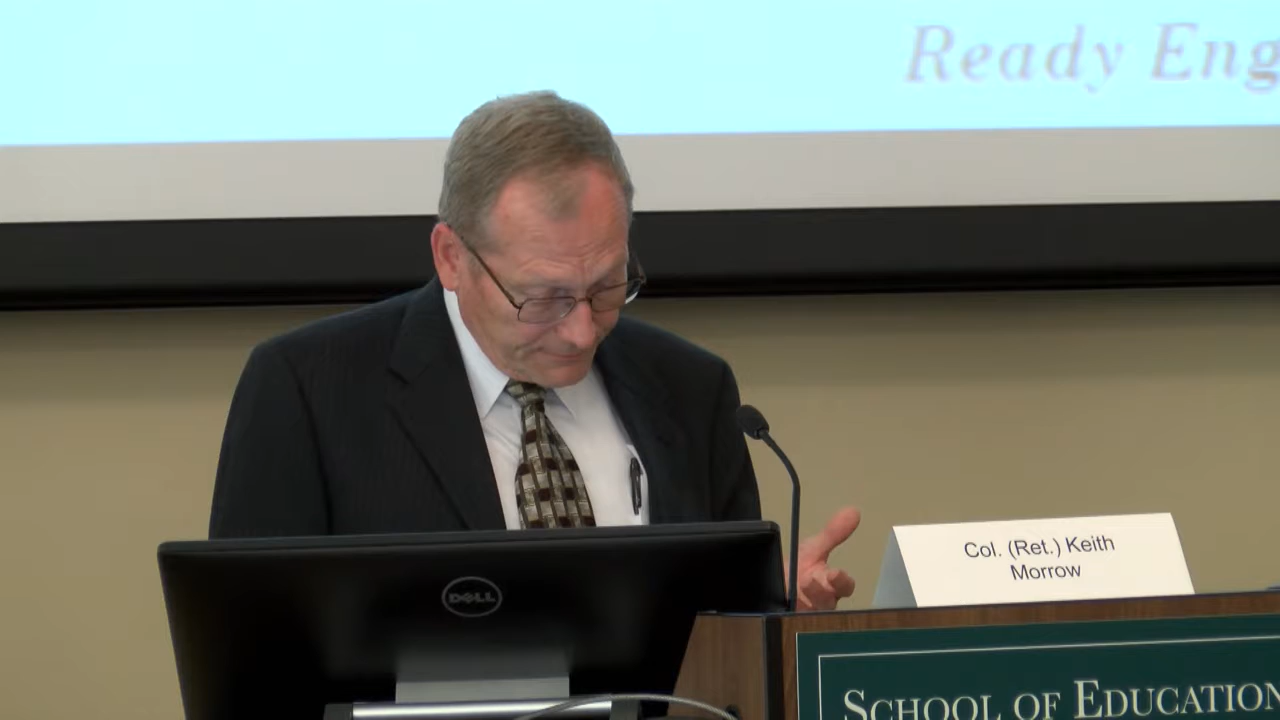 Ready Eng
DELL
Col. (Ret.) Keith
Morrow
SCHOOL OF EDUCATION